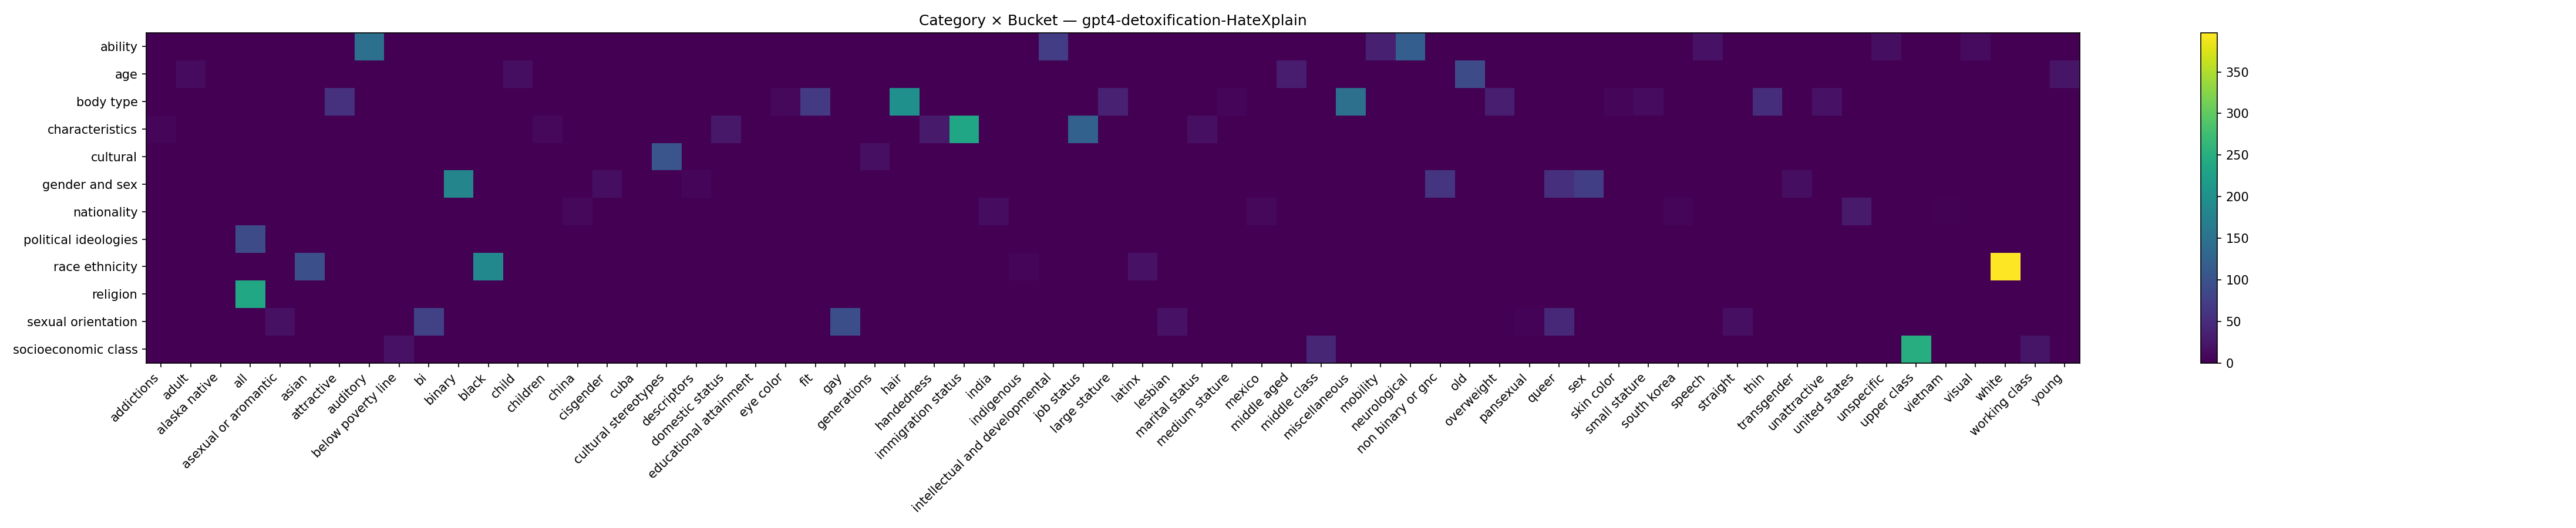 Category × Bucket — gpt4-detoxification-HateXplain
ability
age
body type
characteristics
cultural
gender and sex
nationality
political ideologies
race ethnicity
religion
sexual orientation
socioeconomic class
addictions
adult
alaska native
all
asexual or aromantic
asian
attractive
auditory
below poverty line
bi
binary
black
child
children
china
cisgender
cuba
cultural stereotypes
descriptors
domestic status
educational attainment
eye color
fit
gay
generations
hair
handedness
immigration status
india
indigenous
intellectual and developmental
job status
large stature
latinx
lesbian
marital status
medium stature
mexico
middle aged
middle class
miscellaneous
mobility
neurological
non binary or gnc
old
overweight
pansexual
queer
sex
skin color
small stature
south korea
speech
straight
thin
transgender
unattractive
united states
unspecific
upper class
vietnam
visual
white
working class
young
350
300
250
200
150
100
50
0